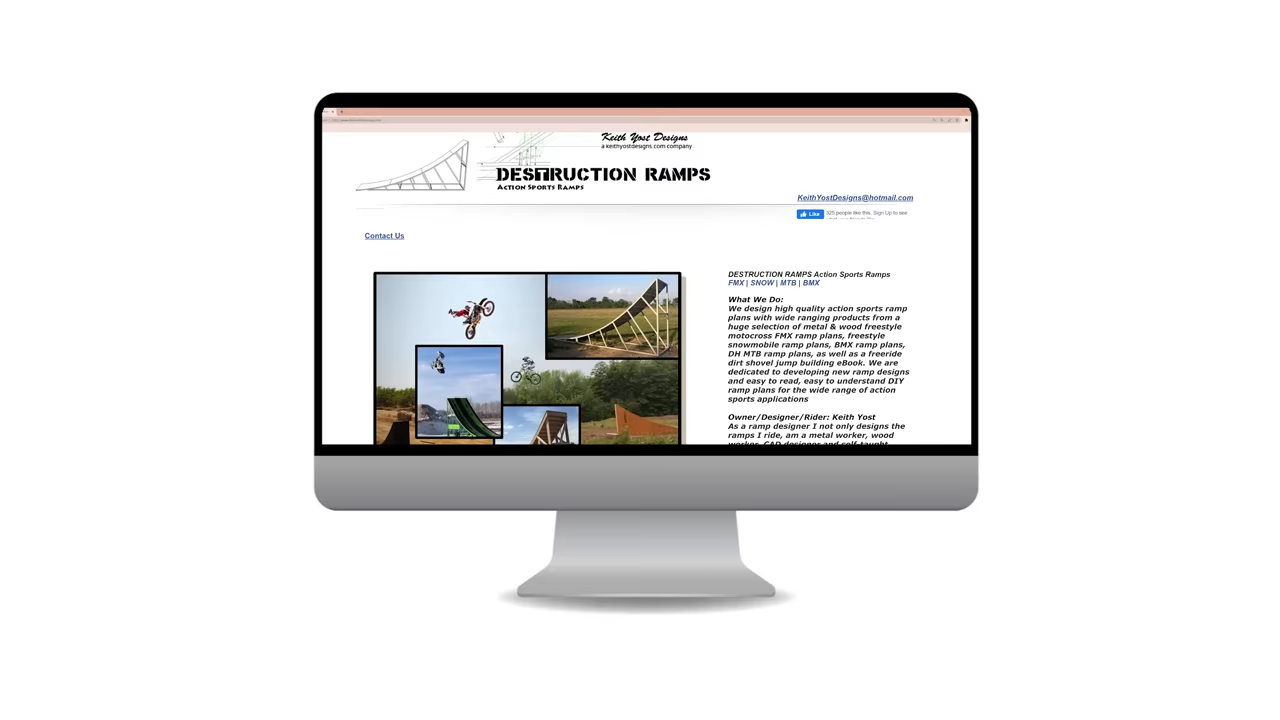 Keith Yost Designs
a keithyostdesigns.com company
DESTRUCTION RAMPS
Action Sports Ramps
KeithYostDesigns@hotmail.com
Like
325 people like this. Sign Up to see
Contact Us
DESTRUCTION RAMPS Action Sports Ramps
FMX | SNOW | MTB | BMX
What We Do:
We design high quality action sports ramp
plans with wide ranging products from a
huge selection of metal & wood freestyle
motocross FMX ramp plans, freestyle
snowmobile ramp plans, BMX ramp plans,
DH MTB ramp plans, as well as a freeride
dirt shovel jump building eBook. We are
dedicated to developing new ramp designs
and easy to read, easy to understand DIY
ramp plans for the wide range of action
sports applications
Owner/Designer/Rider: Keith Yost
As a ramp designer I not only designs the
ramps I ride, am a metal worker, wood
worker, CAD designer and self-taught